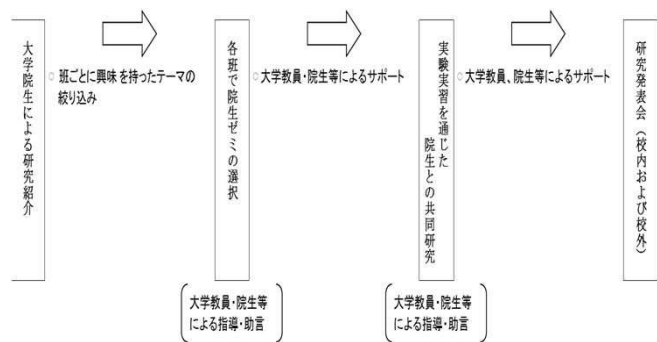 大学院生による研究紹介
○ 班ごとに興味を持ったテーマの
絞り込み
各班で院生ゼミの選択
○ 大学教員・院生等によるサポート
実験実習を通じた
院生との共同研究
○ 大学教員、院生等によるサポート
研究発表会(校内および校外)
大学教員・院生等
による指導・助言
大学教員・院生等
による指導・助言